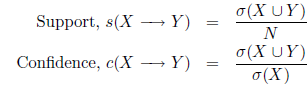 Support, s(X ⟶ Y) = σ(X ∪ Y) / N
Confidence, c(X ⟶ Y) = σ(X ∪ Y) / σ(X)